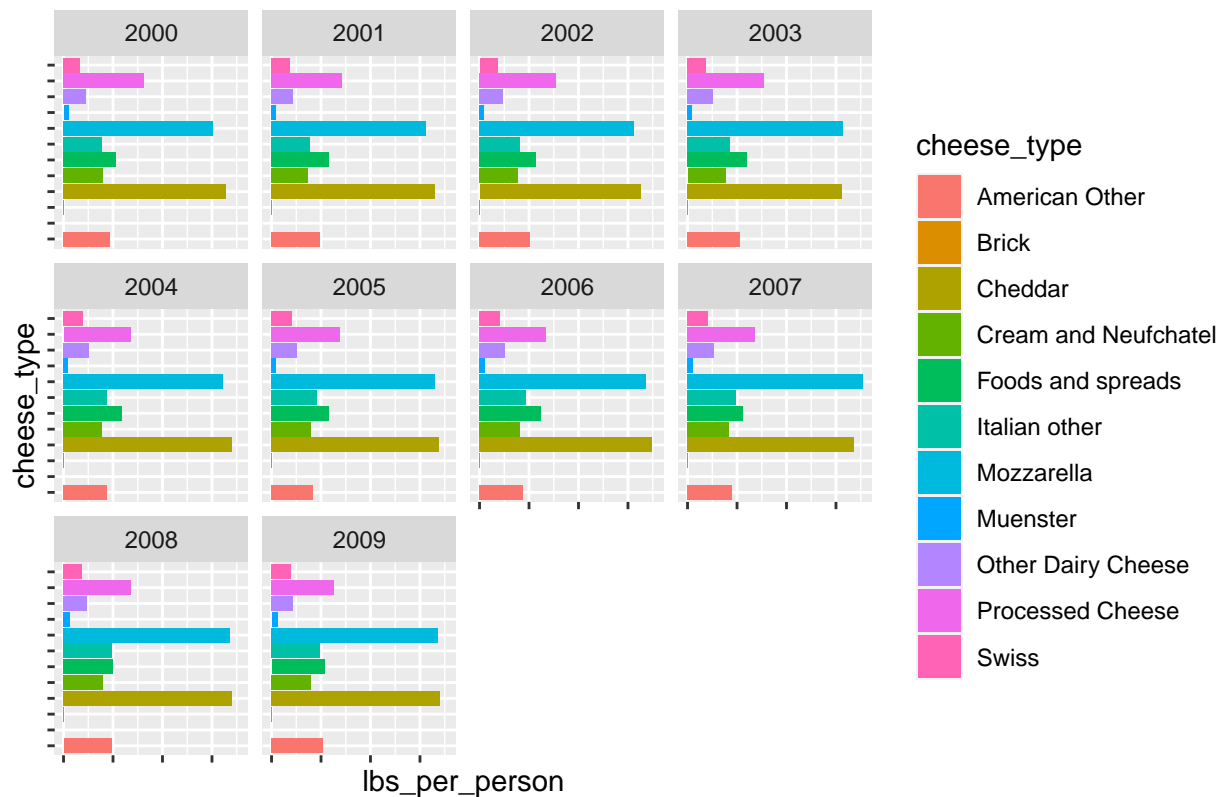 2000
2001
2002
2003
2004
2005
2006
2007
2008
2009
cheese_type
lbs_per_person
cheese_type
American Other
Brick
Cheddar
Cream and Neufchatel
Foods and spreads
Italian other
Mozzarella
Muenster
Other Dairy Cheese
Processed Cheese
Swiss